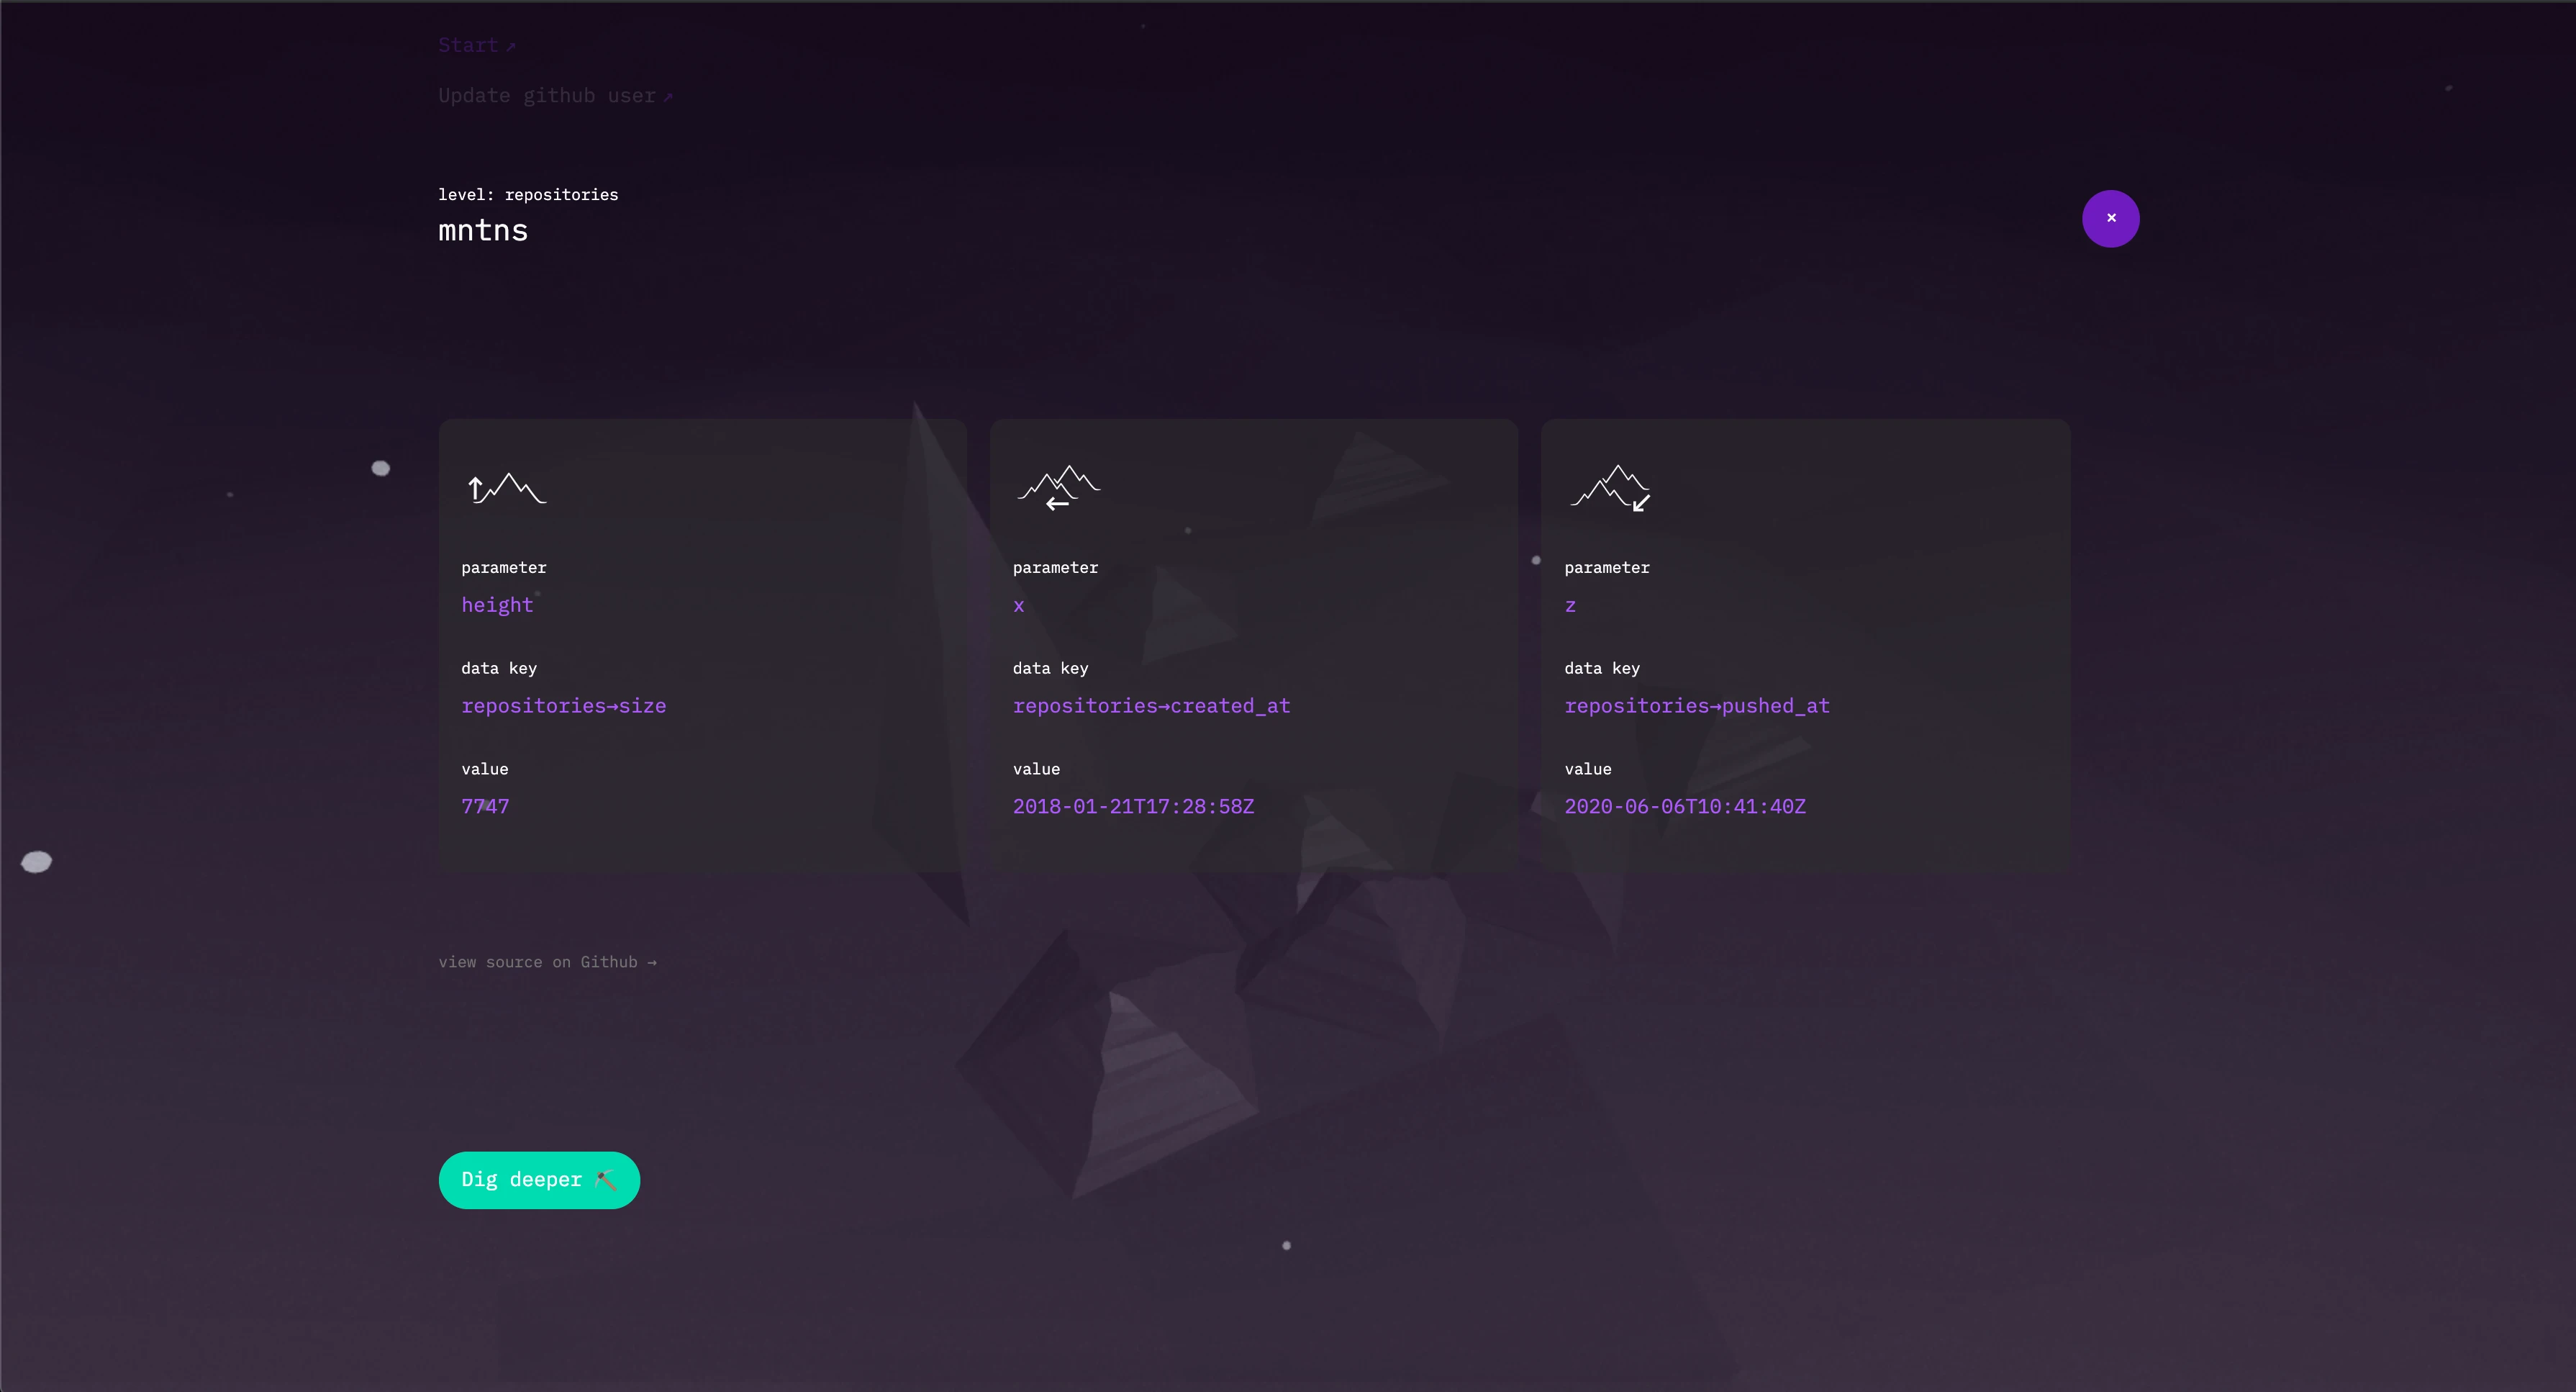 Start ↗
Update github user ↗
level: repositories
mntns
×
parameter
height
data key
repositories→size
value
7747
parameter
x
data key
repositories→created_at
value
2018-01-21T17:28:58Z
parameter
z
data key
repositories→pushed_at
value
2020-06-06T10:41:40Z
view source on Github →
Dig deeper ⛏